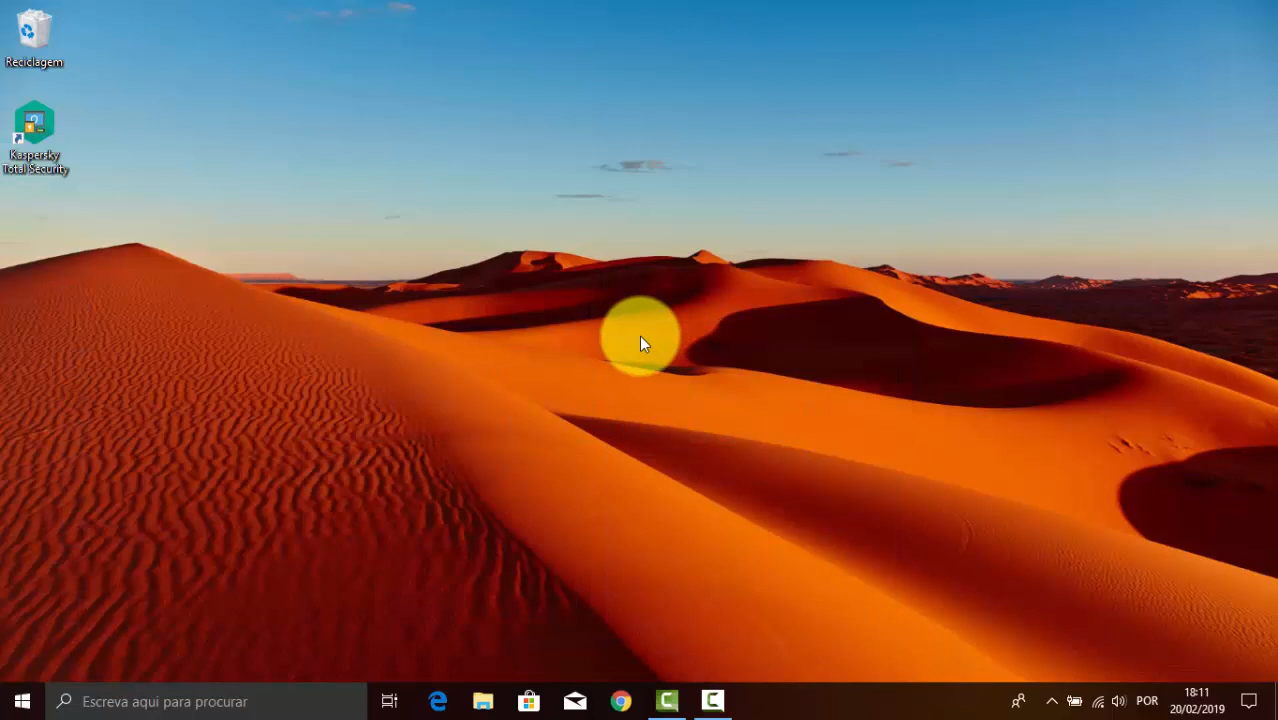 Reciclagem
Kaspersky
Total Security
Escreva aqui para procurar
POR
18:11
20/02/2019